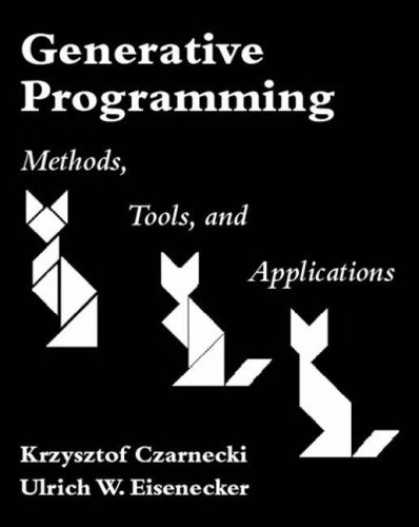 Generative
Programming
Methods,
Tools, and
Applications
Krzysztof Czarnecki
Ulrich W. Eisenecker